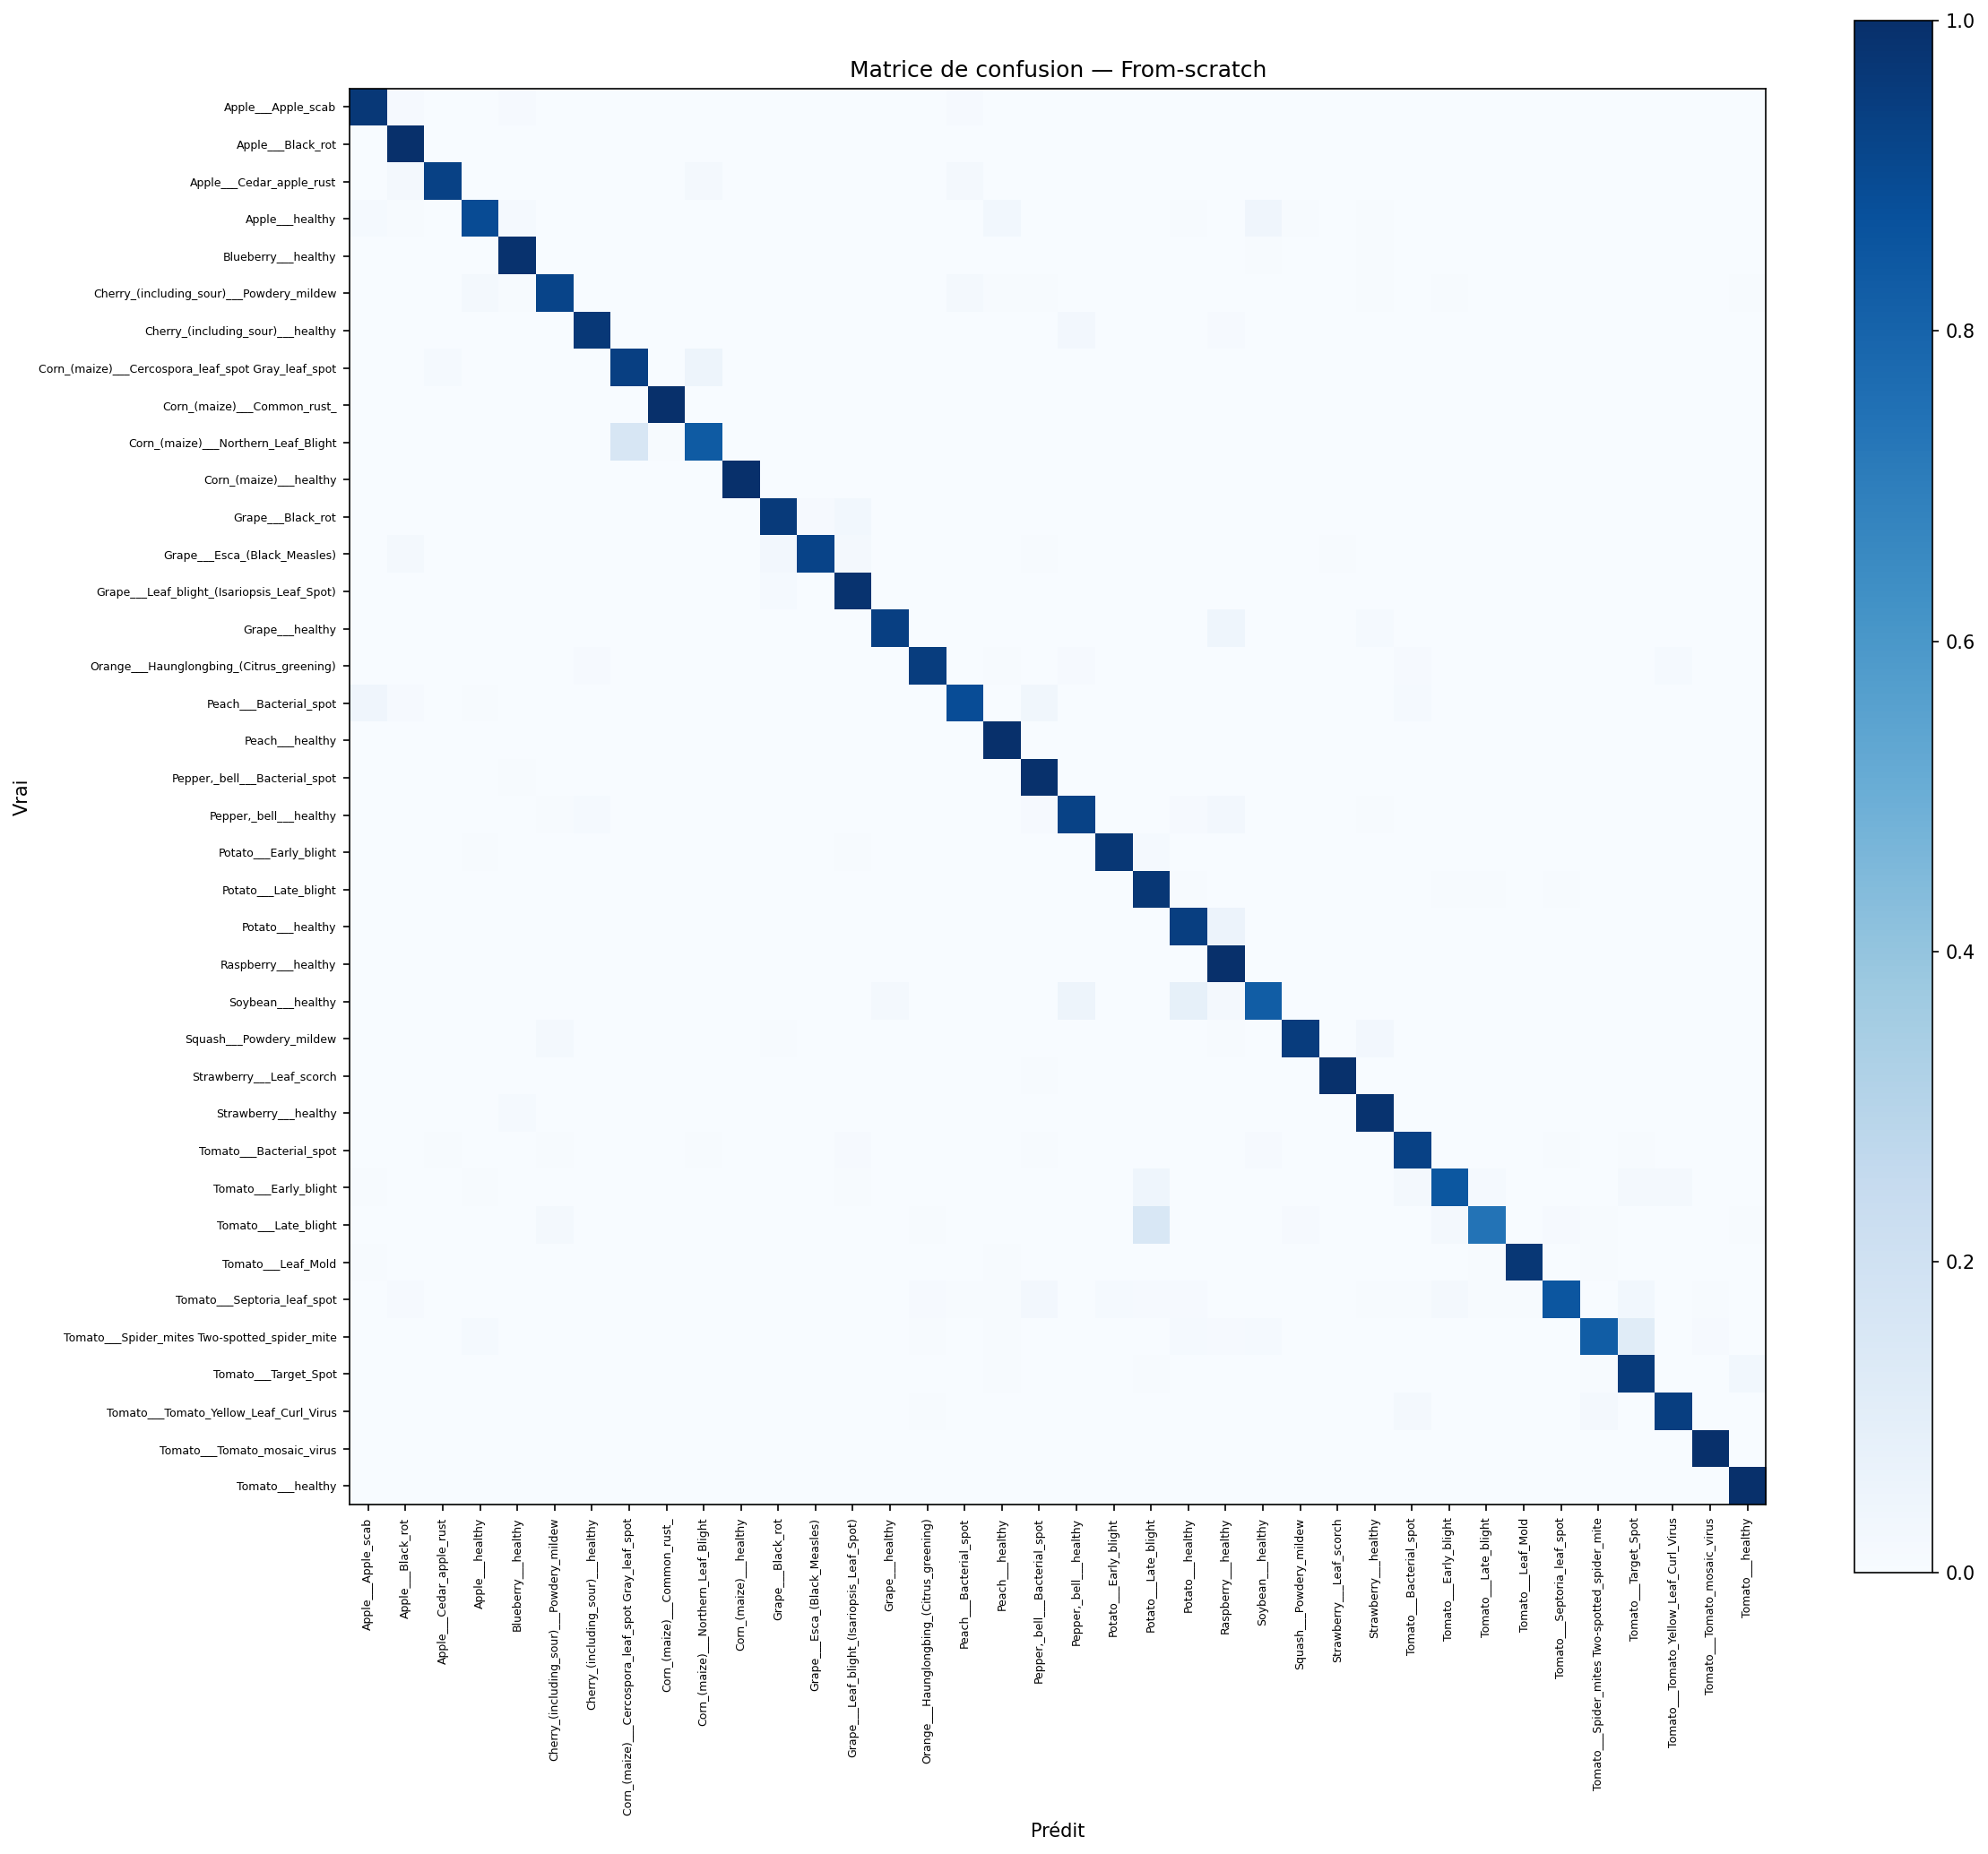 Matrice de confusion — From-scratch
Apple___Apple_scab
Apple___Black_rot
Apple___Cedar_apple_rust
Apple___healthy
Blueberry___healthy
Cherry_(including_sour)___Powdery_mildew
Cherry_(including_sour)___healthy
Corn_(maize)___Cercospora_leaf_spot Gray_leaf_spot
Corn_(maize)___Common_rust_
Corn_(maize)___Northern_Leaf_Blight
Corn_(maize)___healthy
Grape___Black_rot
Grape___Esca_(Black_Measles)
Grape___Leaf_blight_(Isariopsis_Leaf_Spot)
Grape___healthy
Orange___Haunglongbing_(Citrus_greening)
Peach___Bacterial_spot
Peach___healthy
Pepper,_bell___Bacterial_spot
Pepper,_bell___healthy
Potato___Early_blight
Potato___Late_blight
Potato___healthy
Raspberry___healthy
Soybean___healthy
Squash___Powdery_mildew
Strawberry___Leaf_scorch
Strawberry___healthy
Tomato___Bacterial_spot
Tomato___Early_blight
Tomato___Late_blight
Tomato___Leaf_Mold
Tomato___Septoria_leaf_spot
Tomato___Spider_mites Two-spotted_spider_mite
Tomato___Target_Spot
Tomato___Tomato_Yellow_Leaf_Curl_Virus
Tomato___Tomato_mosaic_virus
Tomato___healthy
Vrai
Apple___Apple_scab
Apple___Black_rot
Apple___Cedar_apple_rust
Apple___healthy
Blueberry___healthy
Cherry_(including_sour)___Powdery_mildew
Cherry_(including_sour)___healthy
Corn_(maize)___Cercospora_leaf_spot Gray_leaf_spot
Corn_(maize)___Common_rust_
Corn_(maize)___Northern_Leaf_Blight
Corn_(maize)___healthy
Grape___Black_rot
Grape___Esca_(Black_Measles)
Grape___Leaf_blight_(Isariopsis_Leaf_Spot)
Grape___healthy
Orange___Haunglongbing_(Citrus_greening)
Peach___Bacterial_spot
Peach___healthy
Pepper,_bell___Bacterial_spot
Pepper,_bell___healthy
Potato___Early_blight
Potato___Late_blight
Potato___healthy
Raspberry___healthy
Soybean___healthy
Squash___Powdery_mildew
Strawberry___Leaf_scorch
Strawberry___healthy
Tomato___Bacterial_spot
Tomato___Early_blight
Tomato___Late_blight
Tomato___Leaf_Mold
Tomato___Septoria_leaf_spot
Tomato___Spider_mites Two-spotted_spider_mite
Tomato___Target_Spot
Tomato___Tomato_Yellow_Leaf_Curl_Virus
Tomato___Tomato_mosaic_virus
Tomato___healthy
Prédit
1.0
0.8
0.6
0.4
0.2
0.0